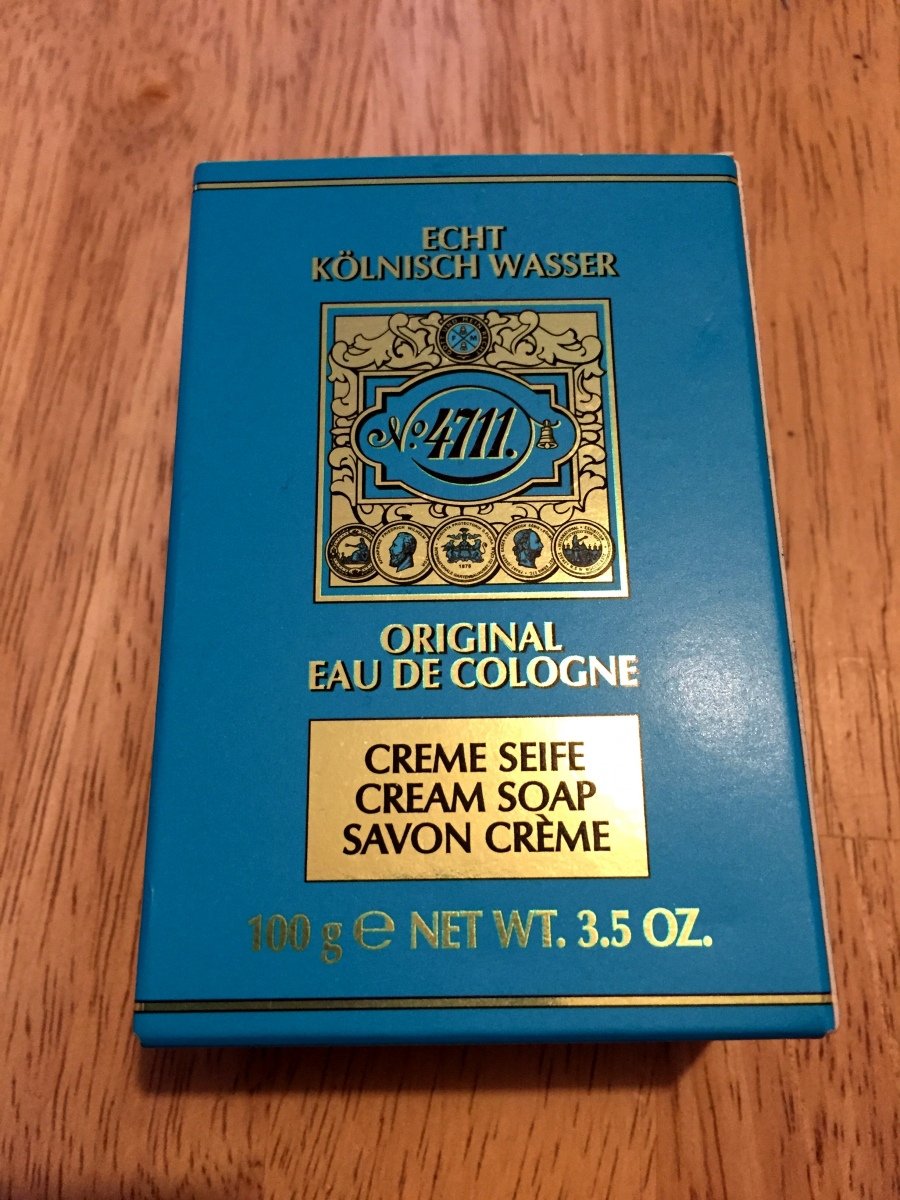 ECHT
KÖLNISCH WASSER
F M
No. 4711.
1878
ORIGINAL
EAU DE COLOGNE
CREME SEIFE
CREAM SOAP
SAVON CRÈME
100 g ℮ NET WT. 3.5 OZ.